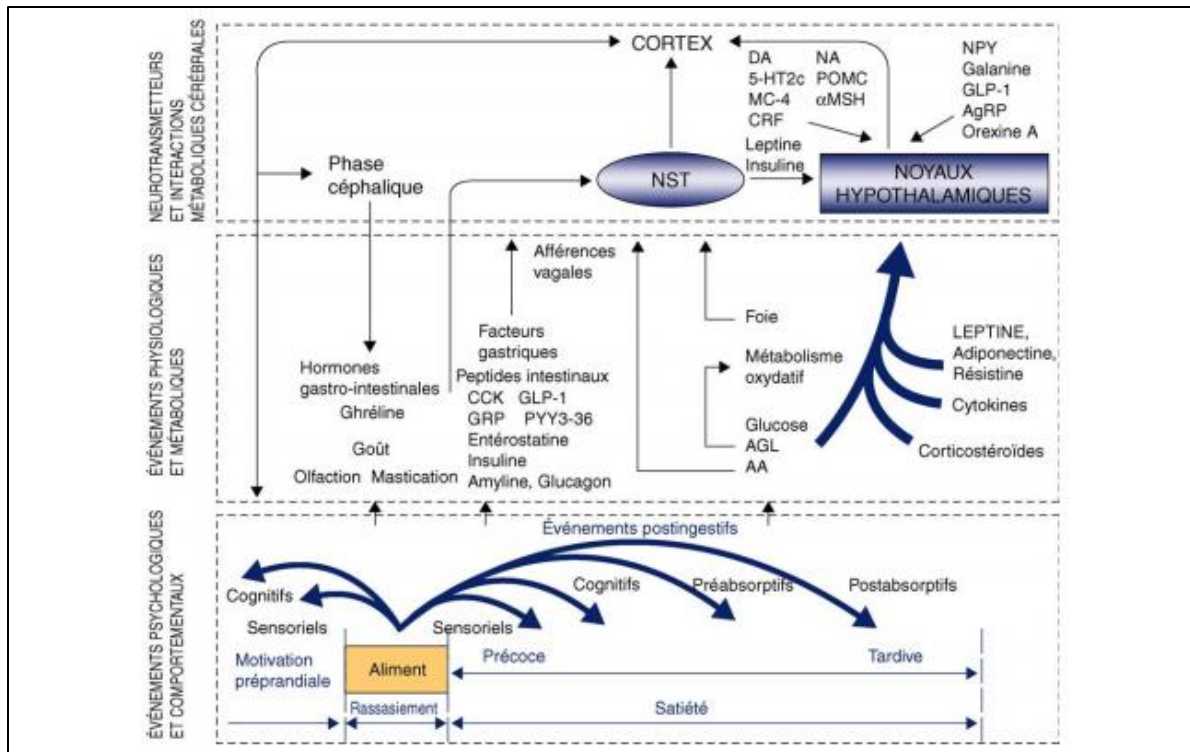 NEUROTRANSMETTEURS
ET INTERACTIONS
MÉTABOLIQUES CÉRÉBRALES
CORTEX
DA NA
5-HT2c POMC
MC-4 αMSH
CRF
Leptine
Insuline
NPY
Galanine
GLP-1
AgRP
Orexine A
Phase
céphalique
NST
NOYAUX
HYPOTHALAMIQUES
ÉVÉNEMENTS PHYSIOLOGIQUES
ET MÉTABOLIQUES
Afférences
vagales
Hormones
gastro-intestinales
Ghréline
Goût
Olfaction Mastication
Facteurs
gastriques
Peptides intestinaux
CCK GLP-1
GRP PYY3-36
Entérostatine
Insuline
Amyline, Glucagon
Foie
Métabolisme
oxydatif
Glucose
AGL
AA
LEPTINE,
Adiponectine,
Résistine
Cytokines
Corticostéroïdes
ÉVÉNEMENTS PSYCHOLOGIQUES
ET COMPORTEMENTAUX
Événements postingestifs
Cognitifs
Sensoriels
Sensoriels
Cognitifs
Préabsorptifs
Postabsorptifs
Motivation
préprandiale
Aliment
Précoce
Tardive
Rassasiement
Satiété